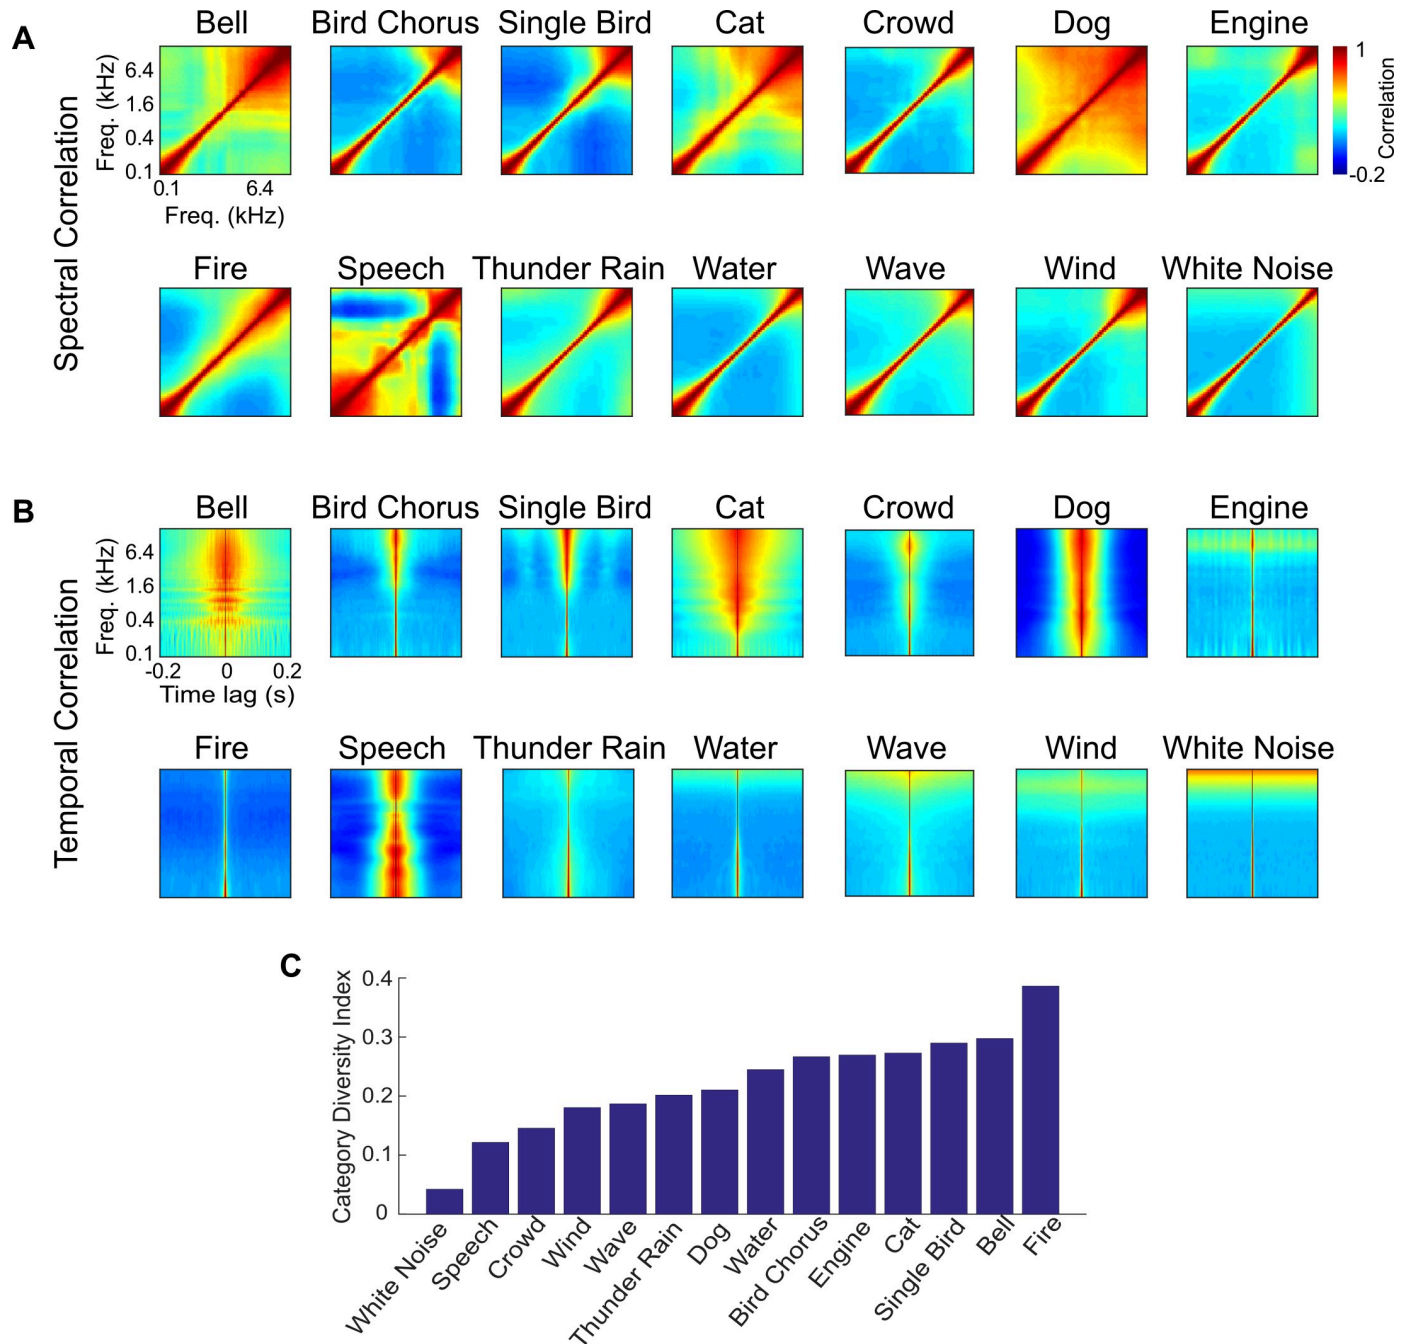 A
Spectral Correlation
Bell Bird Chorus Single Bird Cat Crowd Dog Engine
Freq. (kHz)
6.4
1.6
0.4
0.1
0.1 6.4
Freq. (kHz)
1
Correlation
-0.2
Fire Speech Thunder Rain Water Wave Wind White Noise
B
Temporal Correlation
Bell Bird Chorus Single Bird Cat Crowd Dog Engine
Freq. (kHz)
6.4
1.6
0.4
0.1
-0.2 0 0.2
Time lag (s)
Fire Speech Thunder Rain Water Wave Wind White Noise
C
Category Diversity Index
0.4
0.3
0.2
0.1
0
White Noise
Speech
Crowd
Wind
Wave
Thunder Rain
Dog
Water
Bird Chorus
Engine
Cat
Single Bird
Bell
Fire